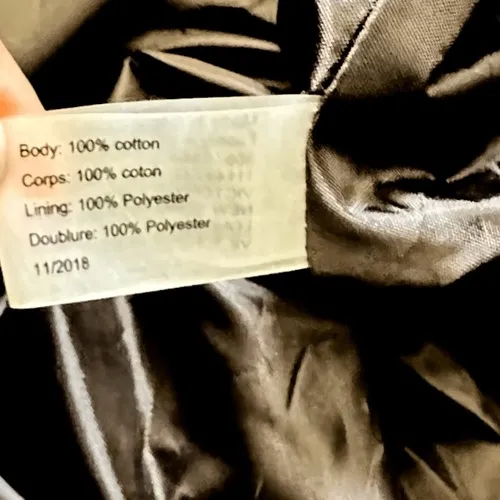 Body: 100% cotton
Corps: 100% coton
Lining: 100% Polyester
Doublure: 100% Polyester
11/2018